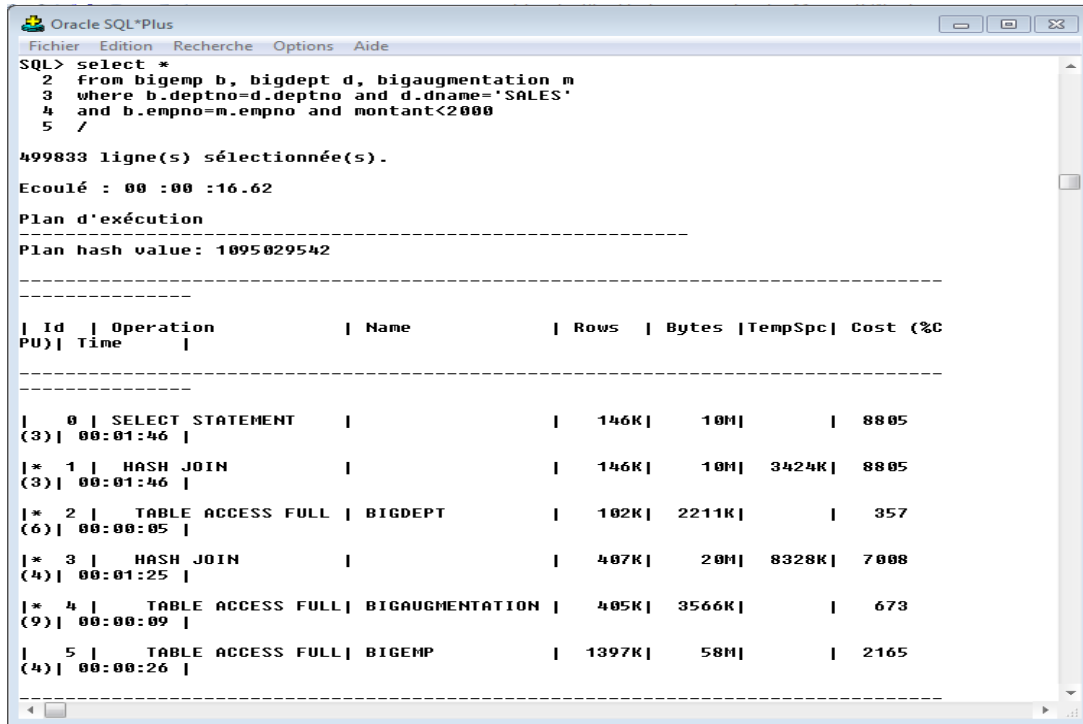 Oracle SQL*Plus
Fichier Edition Recherche Options Aide
SQL> select *
  2  from bigemp b, bigdept d, bigaugmentation m
  3  where b.deptno=d.deptno and d.dname='SALES'
  4  and b.empno=m.empno and montant<2000
  5  /
499833 ligne(s) sélectionnée(s).
Ecoulé : 00 :00 :16.62
Plan d'exécution
----------------------------------------------------------
Plan hash value: 1095029542
--------------------------------------------------------------------------------
---------------
| Id  | Operation           | Name            | Rows  | Bytes |TempSpc| Cost (%C
PU)| Time     |
--------------------------------------------------------------------------------
---------------
|   0 | SELECT STATEMENT    |                 |   146K|    10M|       |  8805
(3)| 00:01:46 |
|*  1 |  HASH JOIN          |                 |   146K|    10M|  3424K|  8805
(3)| 00:01:46 |
|*  2 |   TABLE ACCESS FULL | BIGDEPT         |   102K|  2211K|       |   357
(6)| 00:00:05 |
|*  3 |   HASH JOIN         |                 |   407K|    20M|  8328K|  7008
(4)| 00:01:25 |
|*  4 |    TABLE ACCESS FULL| BIGAUGMENTATION |   405K|  3566K|       |   673
(9)| 00:00:09 |
|   5 |    TABLE ACCESS FULL| BIGEMP          |  1397K|    58M|       |  2165
(4)| 00:00:26 |
--------------------------------------------------------------------------------